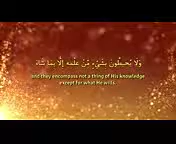 وَلَا يُحِيطُونَ بِشَيْءٍ مِّنْ عِلْمِهِ إِلَّا بِمَا شَاءَ
and they encompass not a thing of His knowledge
except for what He wills.